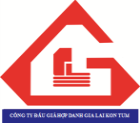 CÔNG TY ĐẤU GIÁ HỢP DANH GIA LAI KON TUM